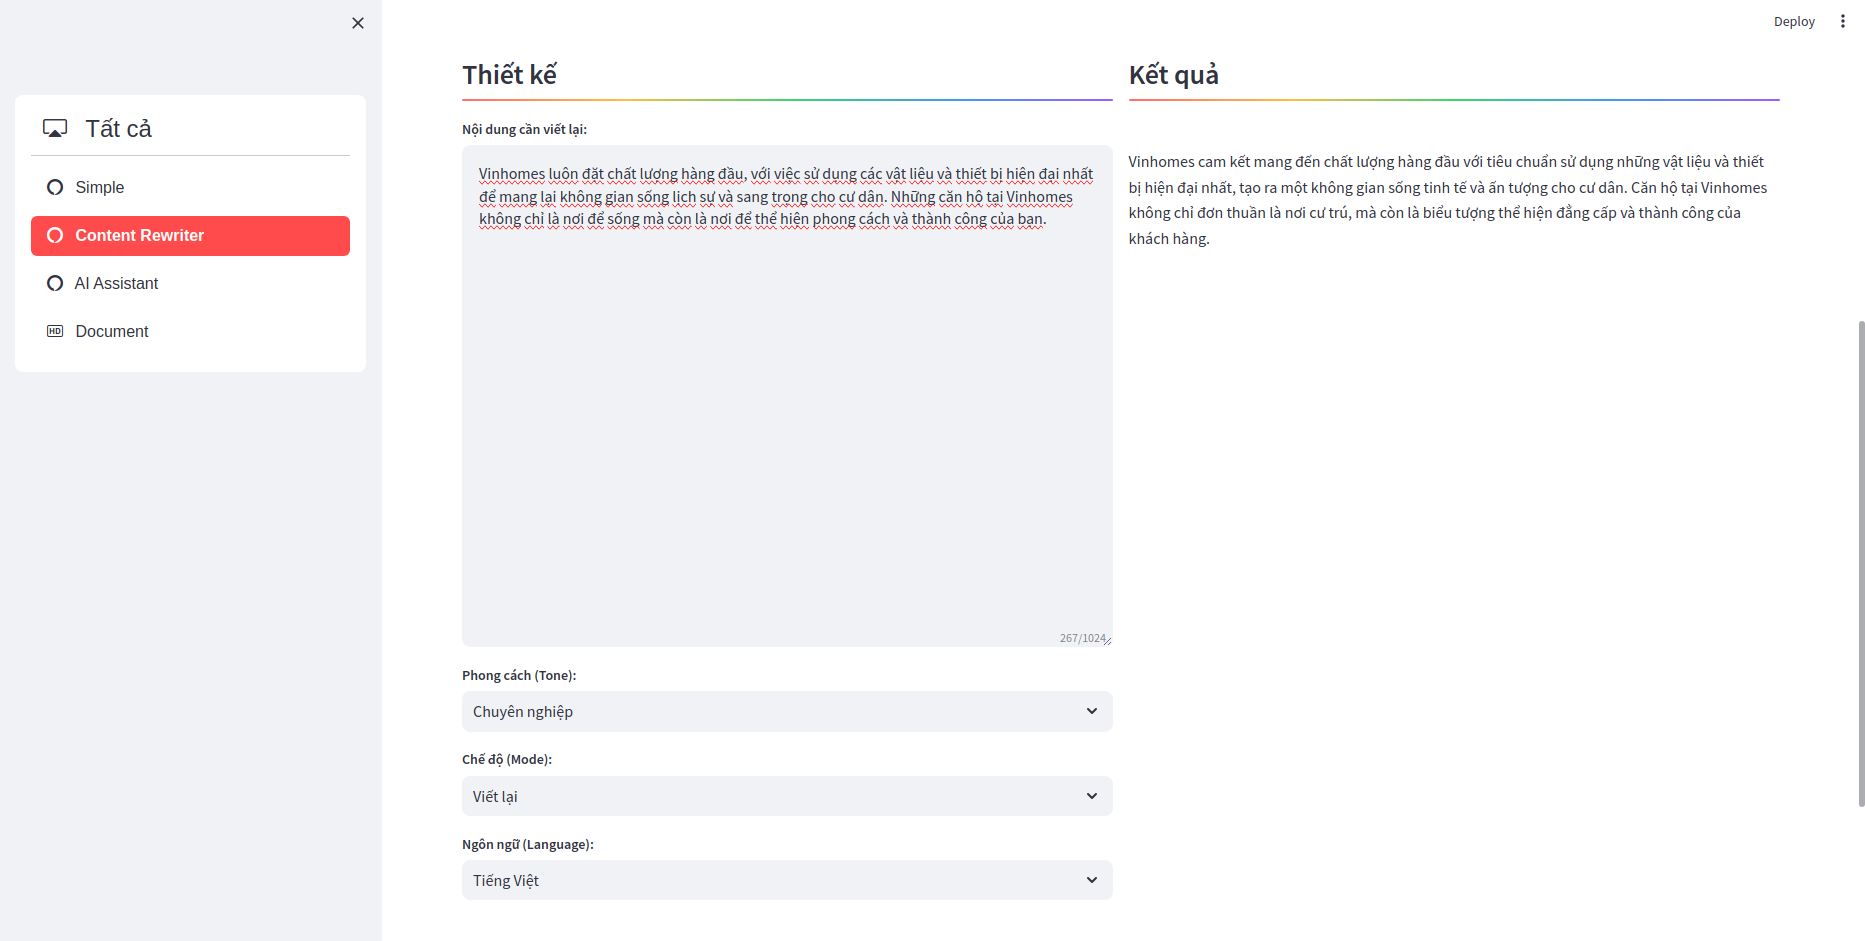 Deploy
Tất cả
Simple
Content Rewriter
AI Assistant
HD Document
Thiết kế
Nội dung cần viết lại:
Vinhomes luôn đặt chất lượng hàng đầu, với việc sử dụng các vật liệu và thiết bị hiện đại nhất
để mang lại không gian sống lịch sự và sang trọng cho cư dân. Những căn hộ tại Vinhomes
không chỉ là nơi để sống mà còn là nơi để thể hiện phong cách và thành công của bạn.
267/1024
Phong cách (Tone):
Chuyên nghiệp
Chế độ (Mode):
Viết lại
Ngôn ngữ (Language):
Tiếng Việt
Kết quả
Vinhomes cam kết mang đến chất lượng hàng đầu với tiêu chuẩn sử dụng những vật liệu và thiết
bị hiện đại nhất, tạo ra một không gian sống tinh tế và ấn tượng cho cư dân. Căn hộ tại Vinhomes
không chỉ đơn thuần là nơi cư trú, mà còn là biểu tượng thể hiện đẳng cấp và thành công của
khách hàng.